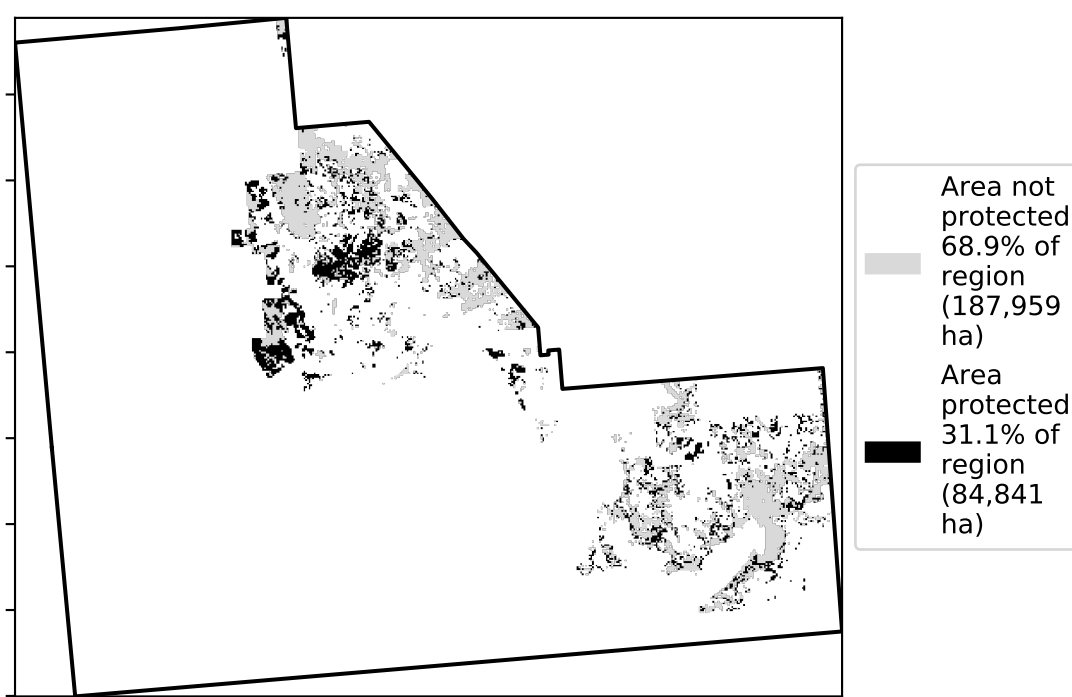 Area not
protected
68.9% of
region
(187,959
ha)
Area
protected
31.1% of
region
(84,841
ha)